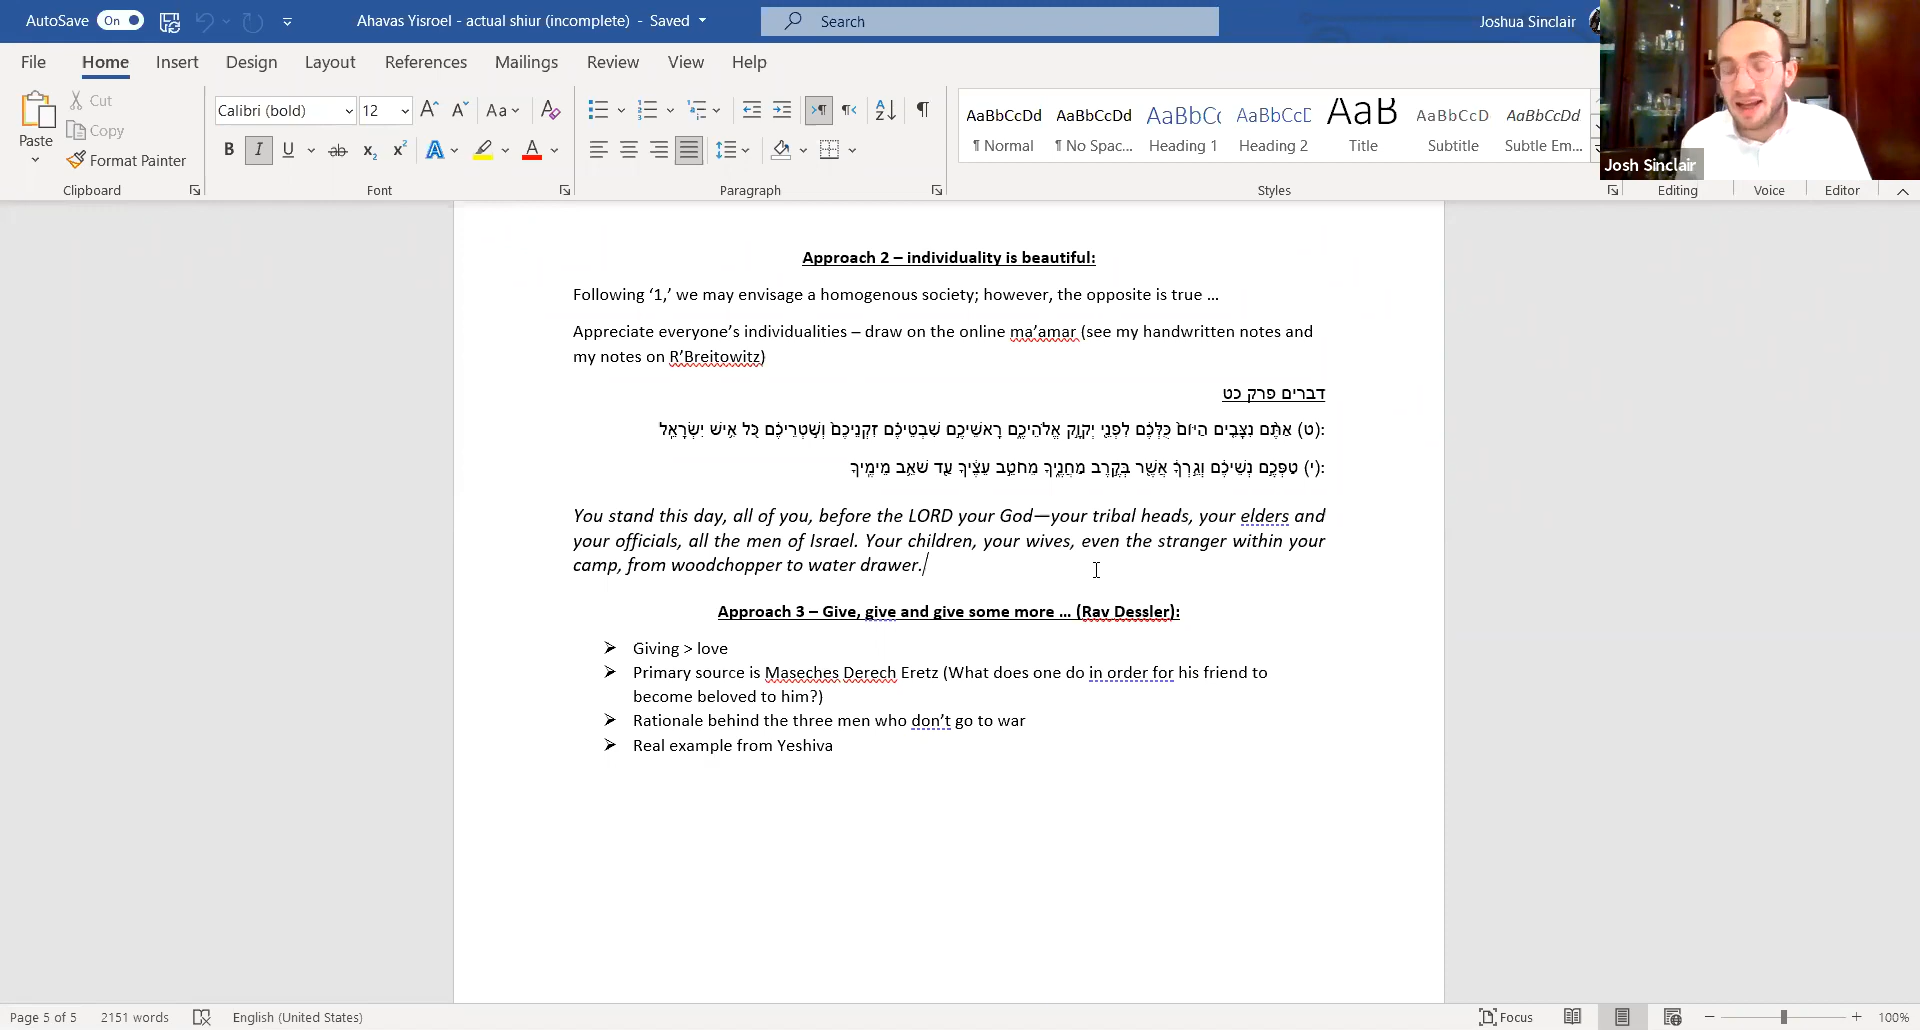 AutoSave On Ahavas Yisroel - actual shiur (incomplete) - Saved Search Joshua Sinclair
File Home Insert Design Layout References Mailings Review View Help
Paste Cut Copy Format Painter
Calibri (bold) 12 Aa
AaBbCcDd AaBbCcDd AaBbCc AaBbCcD AaB AaBbCcD AaBbCcDd
¶ Normal ¶ No Spac... Heading 1 Heading 2 Title Subtitle Subtle Em...
Josh Sinclair
Clipboard Font Paragraph Styles Editing Voice Editor
Approach 2 – individuality is beautiful:
Following ‘1,’ we may envisage a homogenous society; however, the opposite is true ...
Appreciate everyone’s individualities – draw on the online ma’amar (see my handwritten notes and
my notes on R’Breitowitz)
דברים פרק כט
(ט) אַתֶּ֨ם נִצָּבִ֤ים הַיּוֹם֙ כֻּלְּכֶ֔ם לִפְנֵ֖י יְקֹוָ֣ק אֱלֹהֵיכֶ֑ם רָאשֵׁיכֶ֣ם שִׁבְטֵיכֶ֗ם זִקְנֵיכֶם֙ וְשֹׁ֣טְרֵיכֶ֔ם כֹּ֖ל אִ֥ישׁ יִשְׂרָאֵֽל:
(י) טַפְּכֶ֣ם נְשֵׁיכֶ֔ם וְגֵ֣רְךָ֔ אֲשֶׁ֖ר בְּקֶ֣רֶב מַחֲנֶ֑יךָ מֵחֹטֵ֣ב עֵצֶ֔יךָ עַ֖ד שֹׁאֵ֥ב מֵימֶֽיךָ:
You stand this day, all of you, before the LORD your God—your tribal heads, your elders and
your officials, all the men of Israel. Your children, your wives, even the stranger within your
camp, from woodchopper to water drawer.
Approach 3 – Give, give and give some more ... (Rav Dessler):
➢ Giving > love
➢ Primary source is Maseches Derech Eretz (What does one do in order for his friend to
become beloved to him?)
➢ Rationale behind the three men who don’t go to war
➢ Real example from Yeshiva
Page 5 of 5 2151 words English (United States) Focus 100%